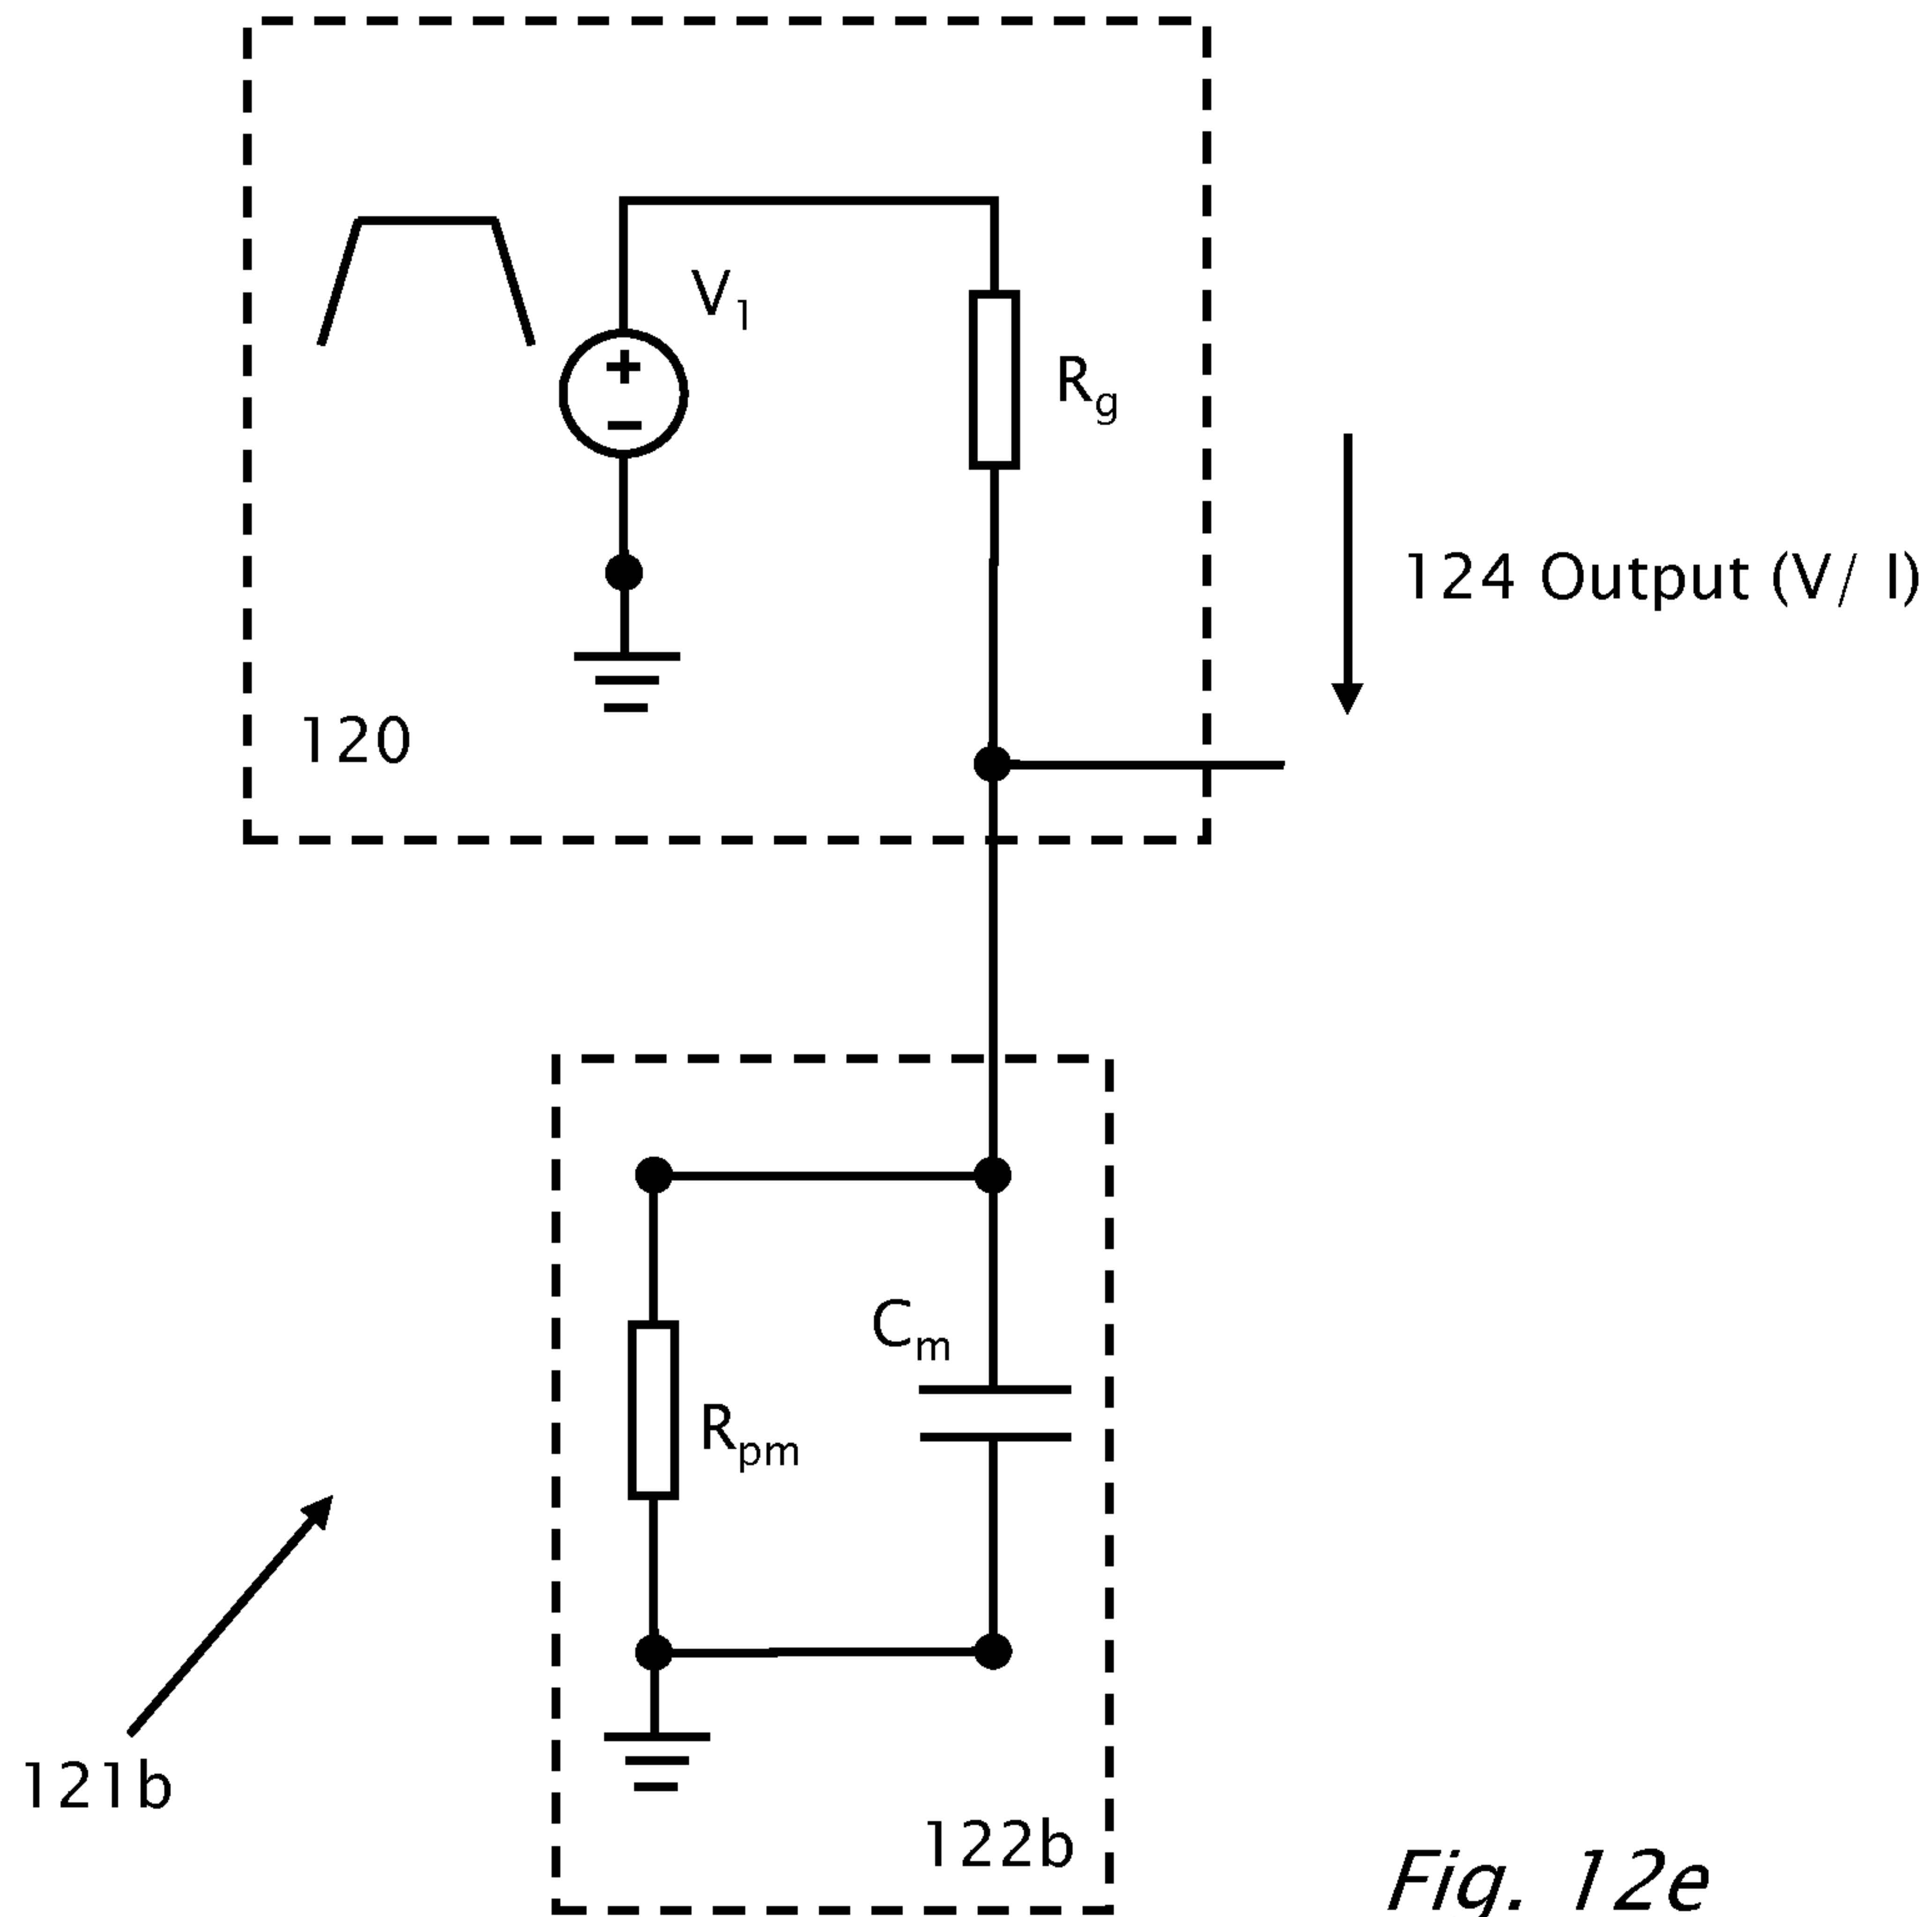 V1
Rg
124 Output (V/ I)
120
Cm
Rpm
121b
122b
Fig. 12e